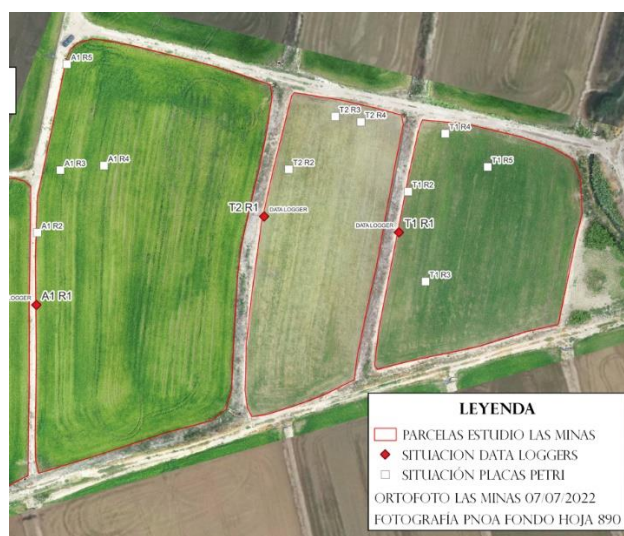 A1 R5
T2 R3
T2 R4
T1 R4
A1 R3
A1 R4
T2 R2
T1 R5
T1 R2
T2 R1
DATA LOGGER
DATA LOGGER
T1 R1
A1 R2
T1 R3
LOGGER
A1 R1
LEYENDA
PARCELAS ESTUDIO LAS MINAS
SITUACION DATA LOGGERS
SITUACIÓN PLACAS PETRI
ORTOFOTO LAS MINAS 07/07/2022
FOTOGRAFÍA PNOA FONDO HOJA 890